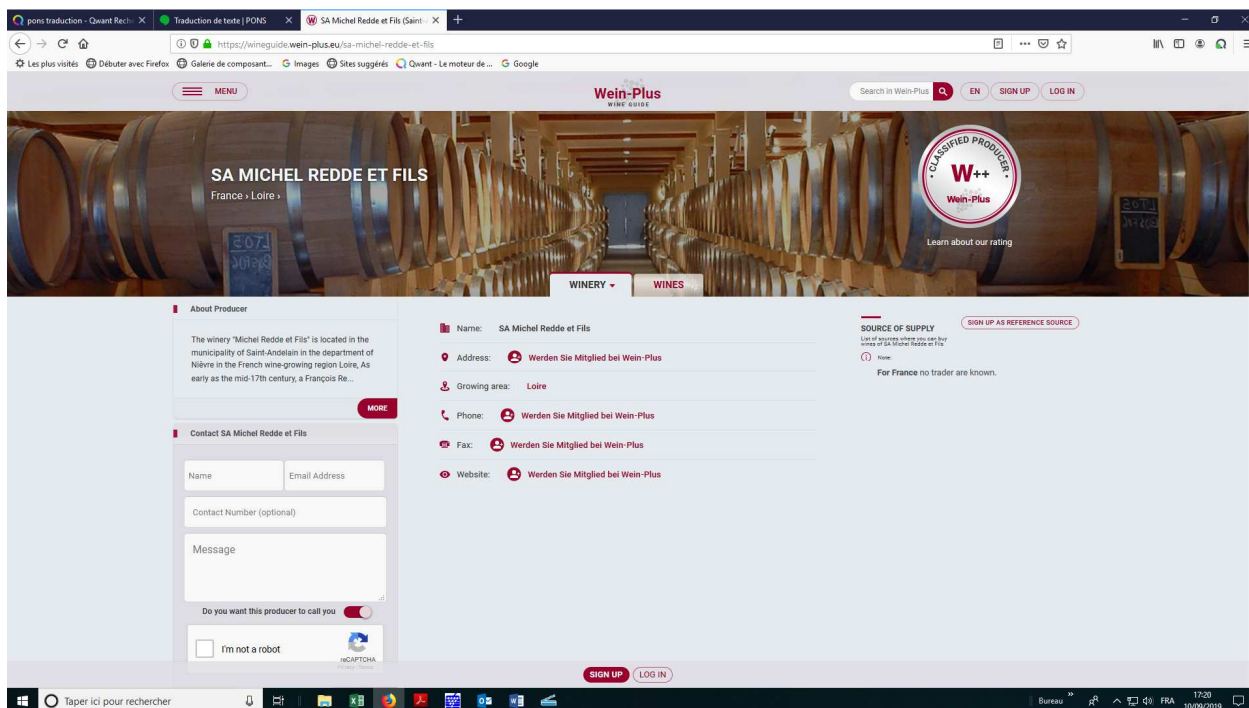 pons traduction - Qwant Rech
Traduction de texte | PONS
SA Michel Redde et Fils (Saint-
https://wineguide.wein-plus.eu/sa-michel-redde-et-fils
Les plus visités
Débuter avec Firefox
Galerie de composant...
Images
Sites suggérés
Qwant - Le moteur de ...
Google
MENU
Wein-Plus
WINE GUIDE
Search in Wein-Plus
EN
SIGN UP
LOG IN
SA MICHEL REDDE ET FILS
France › Loire ›
CLASSIFIED PRODUCER
W++
Wein-Plus
Learn about our rating
WINERY
WINES
About Producer
The winery "Michel Redde et Fils" is located in the
municipality of Saint-Andelain in the department of
Nièvre in the French wine-growing region Loire, As
early as the mid-17th century, a François Re...
MORE
Contact SA Michel Redde et Fils
Name
Email Address
Contact Number (optional)
Message
Do you want this producer to call you
I'm not a robot
reCAPTCHA
Name: SA Michel Redde et Fils
Address: Werden Sie Mitglied bei Wein-Plus
Growing area: Loire
Phone: Werden Sie Mitglied bei Wein-Plus
Fax: Werden Sie Mitglied bei Wein-Plus
Website: Werden Sie Mitglied bei Wein-Plus
SOURCE OF SUPPLY
SIGN UP AS REFERENCE SOURCE
List of sources where you can buy
wines of SA Michel Redde et Fils
Note:
For France no trader are known.
SIGN UP
LOG IN
Taper ici pour rechercher
Bureau
FRA
17:20
10/09/2019